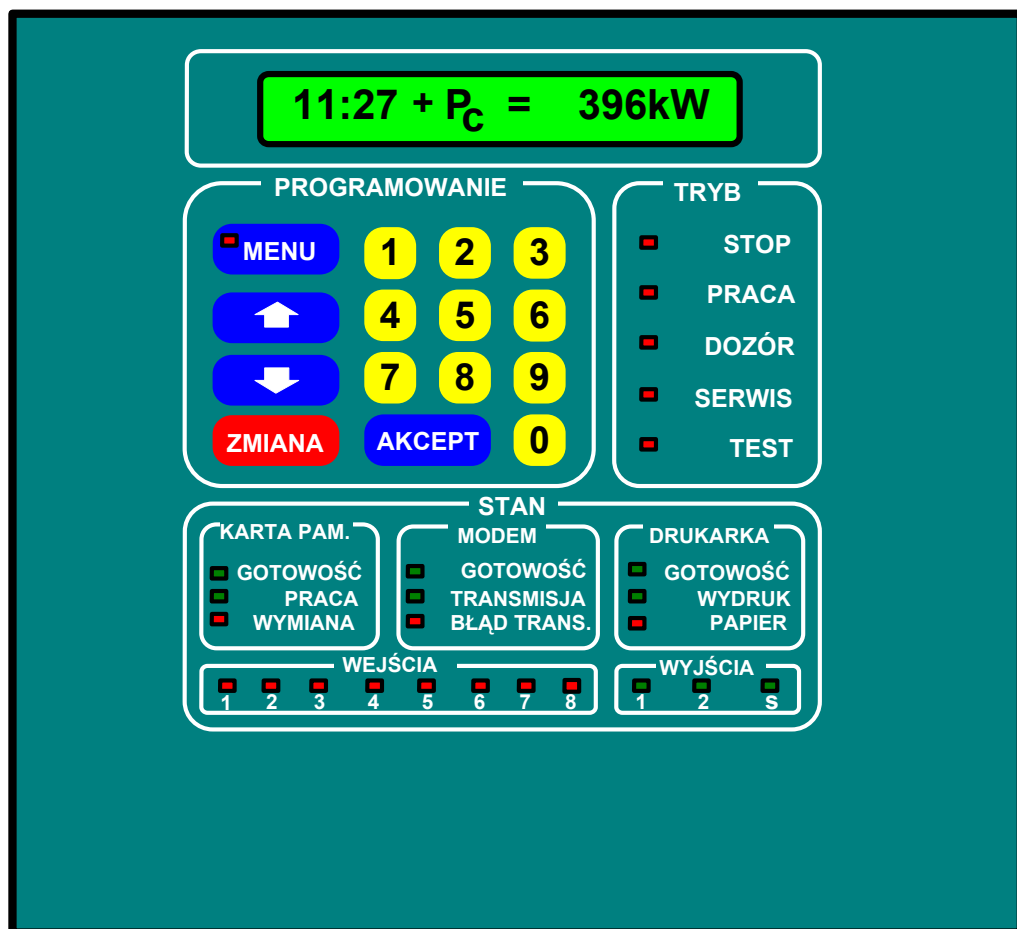 11:27 + Pc = 396kW
PROGRAMOWANIE
MENU 1 2 3
4 5 6
7 8 9
ZMIANA AKCEPT 0
TRYB
STOP
PRACA
DOZÓR
SERWIS
TEST
STAN
KARTA PAM.
GOTOWOŚĆ
PRACA
WYMIANA
MODEM
GOTOWOŚĆ
TRANSMISJA
BŁĄD TRANS.
DRUKARKA
GOTOWOŚĆ
WYDRUK
PAPIER
WEJŚCIA
1 2 3 4 5 6 7 8
WYJŚCIA
1 2 S